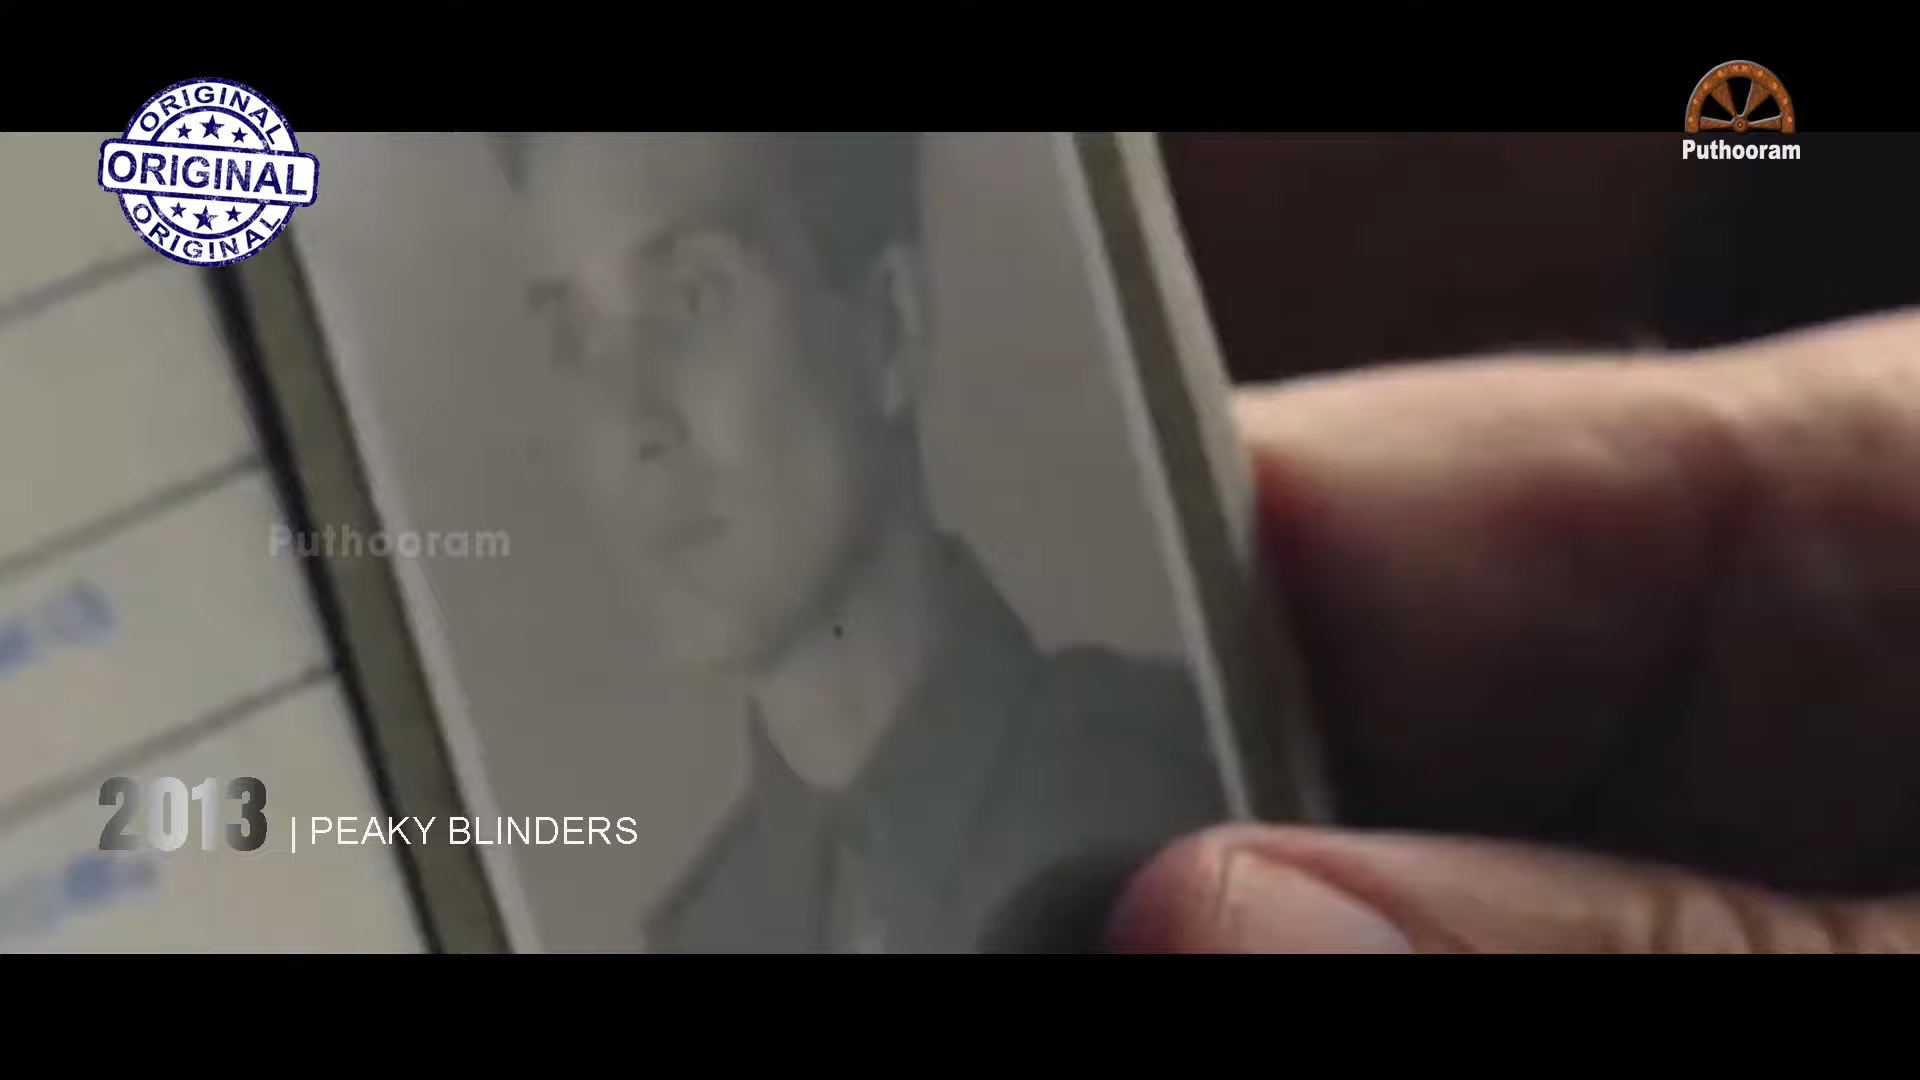 ORIGINAL
ORIGINAL
ORIGINAL
Puthooram
Puthooram
2013 | PEAKY BLINDERS